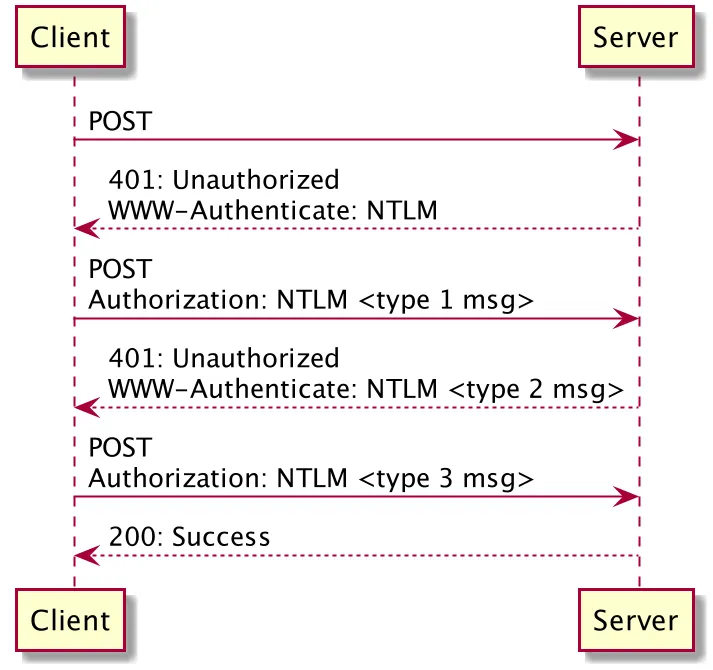 Client
Server
POST
401: Unauthorized
WWW-Authenticate: NTLM
POST
Authorization: NTLM <type 1 msg>
401: Unauthorized
WWW-Authenticate: NTLM <type 2 msg>
POST
Authorization: NTLM <type 3 msg>
200: Success
Client
Server